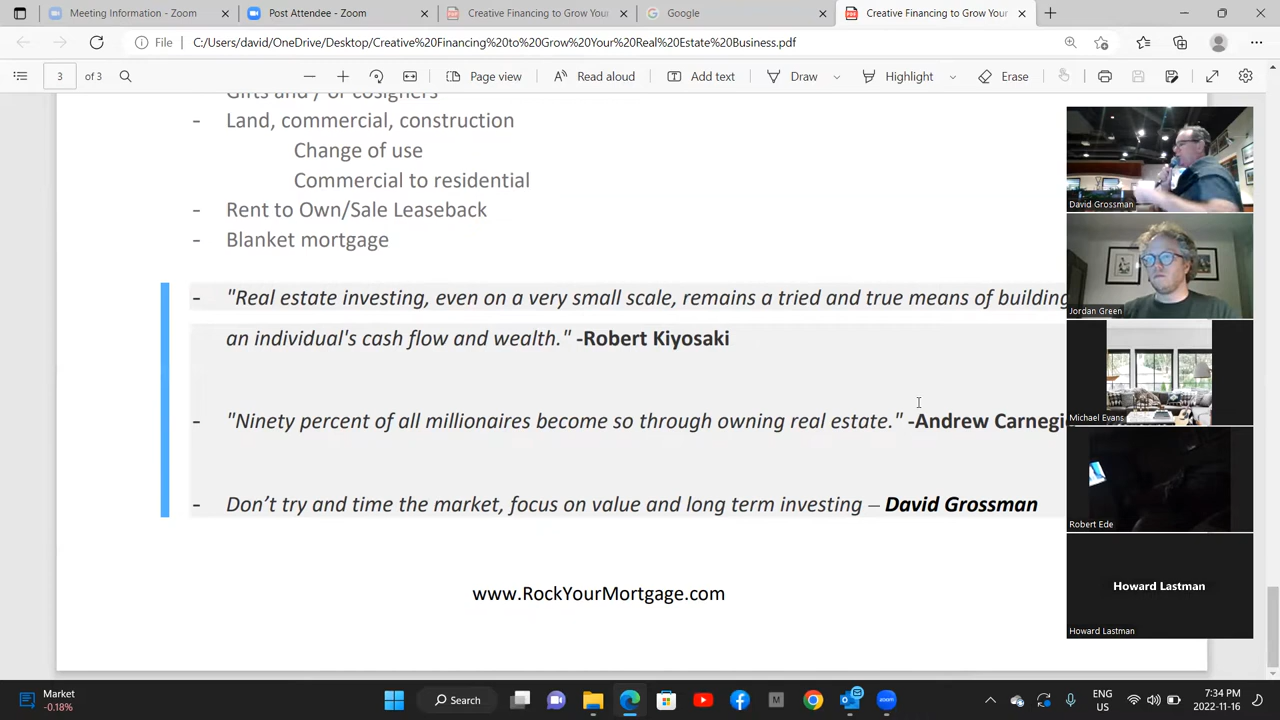 Meeting Information - Zoom
Post Attendee - Zoom
Creative Financing to Grow Your
Google
Creative Financing to Grow Your
File
C:/Users/david/OneDrive/Desktop/Creative%20Financing%20to%20Grow%20Your%20Real%20Estate%20Business.pdf
3 of 3
Page view
Read aloud
Add text
Draw
Highlight
Erase
Gifts and / or cosigners
- Land, commercial, construction
Change of use
Commercial to residential
- Rent to Own/Sale Leaseback
- Blanket mortgage
- "Real estate investing, even on a very small scale, remains a tried and true means of building
an individual's cash flow and wealth." -Robert Kiyosaki
- "Ninety percent of all millionaires become so through owning real estate." -Andrew Carnegi
- Don’t try and time the market, focus on value and long term investing – David Grossman
www.RockYourMortgage.com
David Grossman
Jordan Green
Michael Evans
Robert Ede
Howard Lastman
Howard Lastman
Market
-0.18%
Search
zoom
ENG
US
7:34 PM
2022-11-16